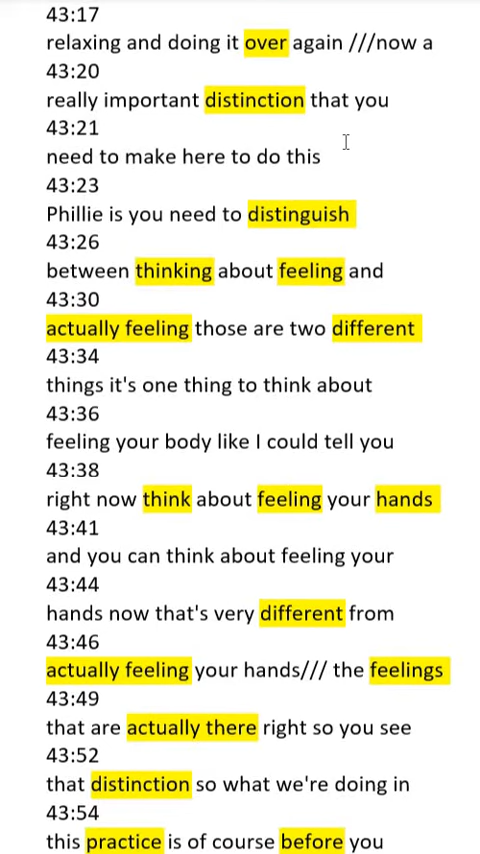 43:17
relaxing and doing it over again ///now a
43:20
really important distinction that you
43:21
need to make here to do this
43:23
Phillie is you need to distinguish
43:26
between thinking about feeling and
43:30
actually feeling those are two different
43:34
things it's one thing to think about
43:36
feeling your body like I could tell you
43:38
right now think about feeling your hands
43:41
and you can think about feeling your
43:44
hands now that's very different from
43:46
actually feeling your hands/// the feelings
43:49
that are actually there right so you see
43:52
that distinction so what we're doing in
43:54
this practice is of course before you